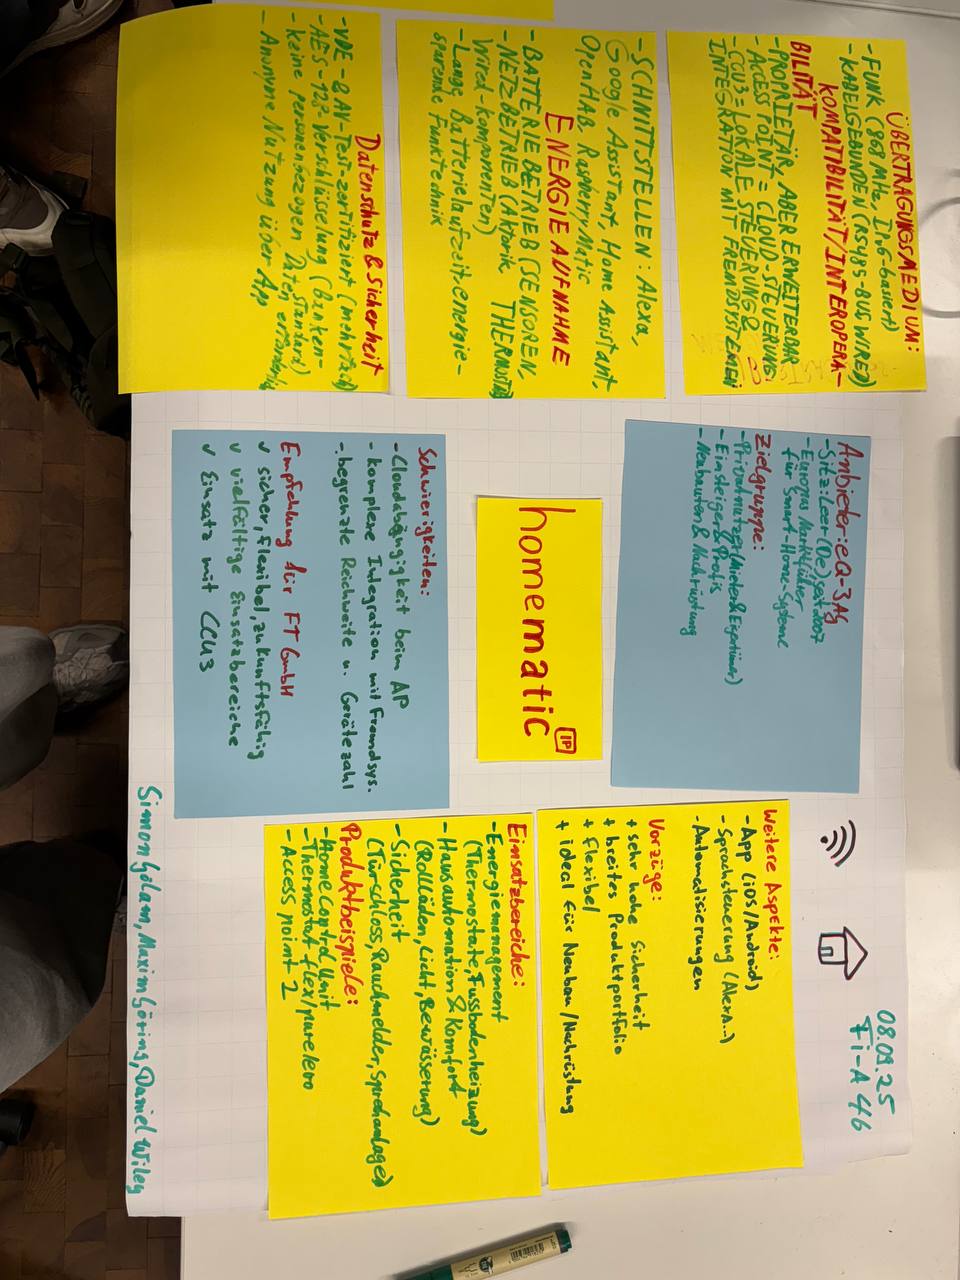 ÜBERTRAGUNGSMEDIUM:
- FUNK (868 MHz, IPv6-basiert)
- KABELGEBUNDEN (RS485-BUS WIRED)
KOMPATIBILITÄT/INTEROPERA-
BILITÄT
- PROPRIETÄR, ABER ERWEITERBAR
- ACCESS POINT = CLOUD-STEUERUNG
- CCU3 = LOKALE STEUERUNG &
INTEGRATION MIT FREMDSYSTEMEN
- SCHNITTSTELLEN: Alexa,
Google Assistant, Home Assistant,
OpenHAB, RaspberryMatic
ENERGIEAUFNAHME
- BATTERIEBETRIEB (SENSOREN,
- NETZBETRIEB (Aktorik, THERMOSTATE)
Wired-Komponenten)
- Lange Batterielaufzeit energie-
sparende Funktechnik
Datenschutz & Sicherheit
- VDE- & AV-Test-zertifiziert (mehrfach)
- AES-128-Verschlüsselung (Banken-
standard)
- keine personenbezogen Daten erforderlich
- Anonyme Nutzung über App
Anbieter: eQ-3 AG
- Sitz: Leer (De) seit 2007
- Europas Marktführer
für Smart-Home-Systeme
Zielgruppe:
- Privatnutzer (Mieter & Eigentümer)
- Einsteiger & Profis
- Neubauten & Nachrüstung
homematic IP
Schwierigkeiten:
- Cloudabhängigkeit beim AP
- komplexe Integration mit Fremdsys.
- begrenzte Reichweite u. Gerätezahl
Empfehlung für FT GmbH
✓ sicher, flexibel, zukunftsfähig
✓ vielfältige Einsatzbereiche
✓ Einsatz mit CCU3
08.09.25
Fi-A 46
Weitere Aspekte:
- App (iOS/Android)
- Sprachsteuerung (Alexa..)
- Automatisierungen
Vorzüge:
+ sehr hohe Sicherheit
+ breites Produktportfolio
+ flexibel
+ ideal für Neubau/Nachrüstung
Einsatzbereiche:
- Energiemanagement
(Thermostate, Fussbodenheizung)
- Hausautomation & Komfort
(Rollläden, Licht, Bewässerung)
- Sicherheit
(Türschloss, Rauchmelder, Sprechanlage)
Produktbeispiele:
- Home Control Unit
- Thermostat flex/pure/evo
- Access point 2
Simon Golam, Maxim Göring, Daniel Wiley